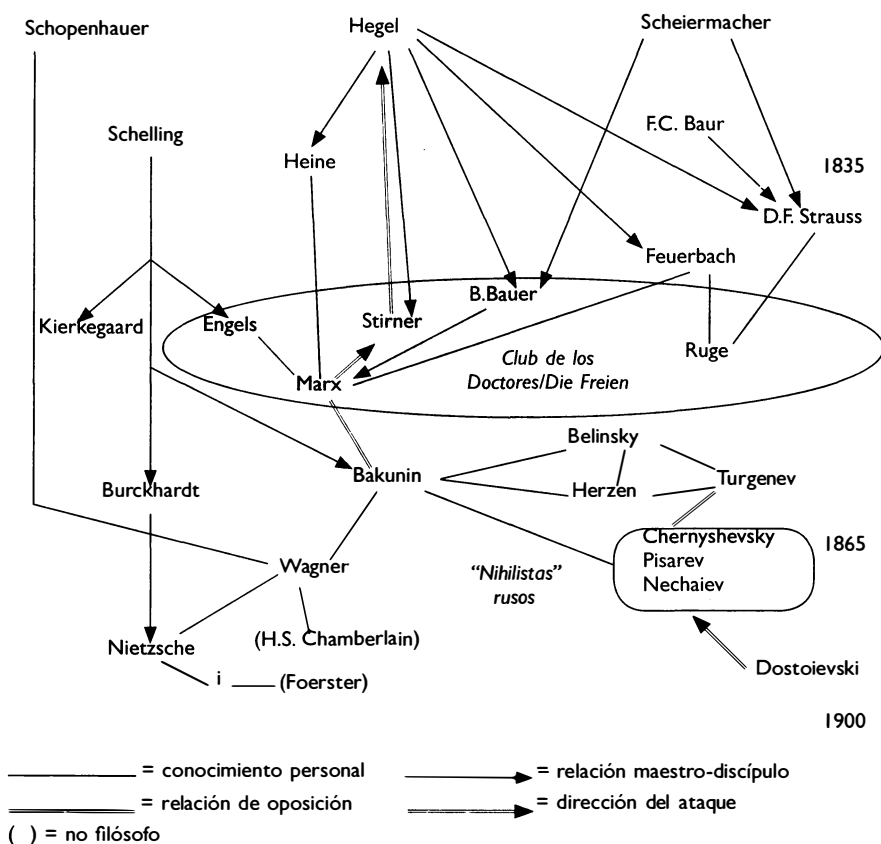 Schopenhauer
Hegel
Scheiermacher
F.C. Baur
Schelling
Heine
1835
D.F. Strauss
Feuerbach
B.Bauer
Kierkegaard
Engels
Stirner
Ruge
Club de los
Doctores/Die Freien
Marx
Belinsky
Bakunin
Herzen
Turgenev
Burckhardt
Chernyshevsky
Pisarev
Nechaiev
1865
Wagner
"Nihilistas"
rusos
Nietzsche
(H.S. Chamberlain)
i
(Foerster)
Dostoievski
1900
= conocimiento personal
= relación maestro-discípulo
= relación de oposición
= dirección del ataque
( ) = no filósofo